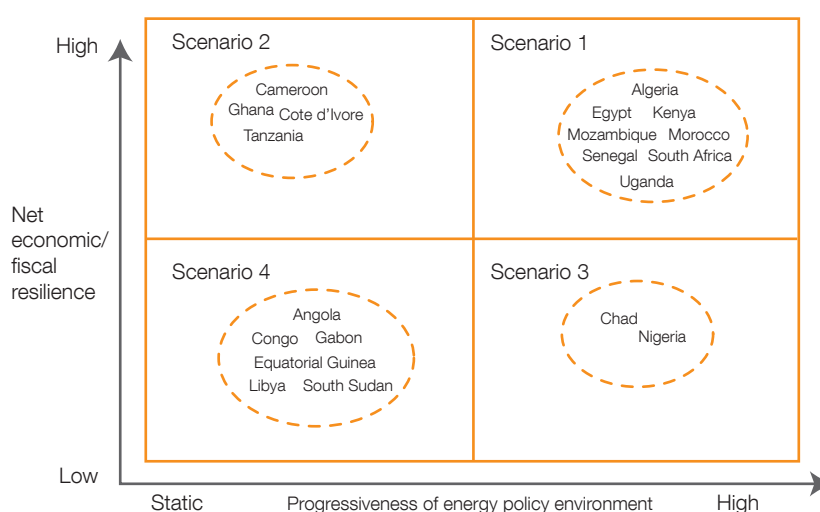 High
Scenario 2
Cameroon
Ghana Cote d'Ivore
Tanzania
Scenario 1
Algeria
Egypt Kenya
Mozambique Morocco
Senegal South Africa
Uganda
Net
economic/
fiscal
resilience
Scenario 4
Angola
Congo Gabon
Equatorial Guinea
Libya South Sudan
Scenario 3
Chad
Nigeria
Low
Static Progressiveness of energy policy environment High